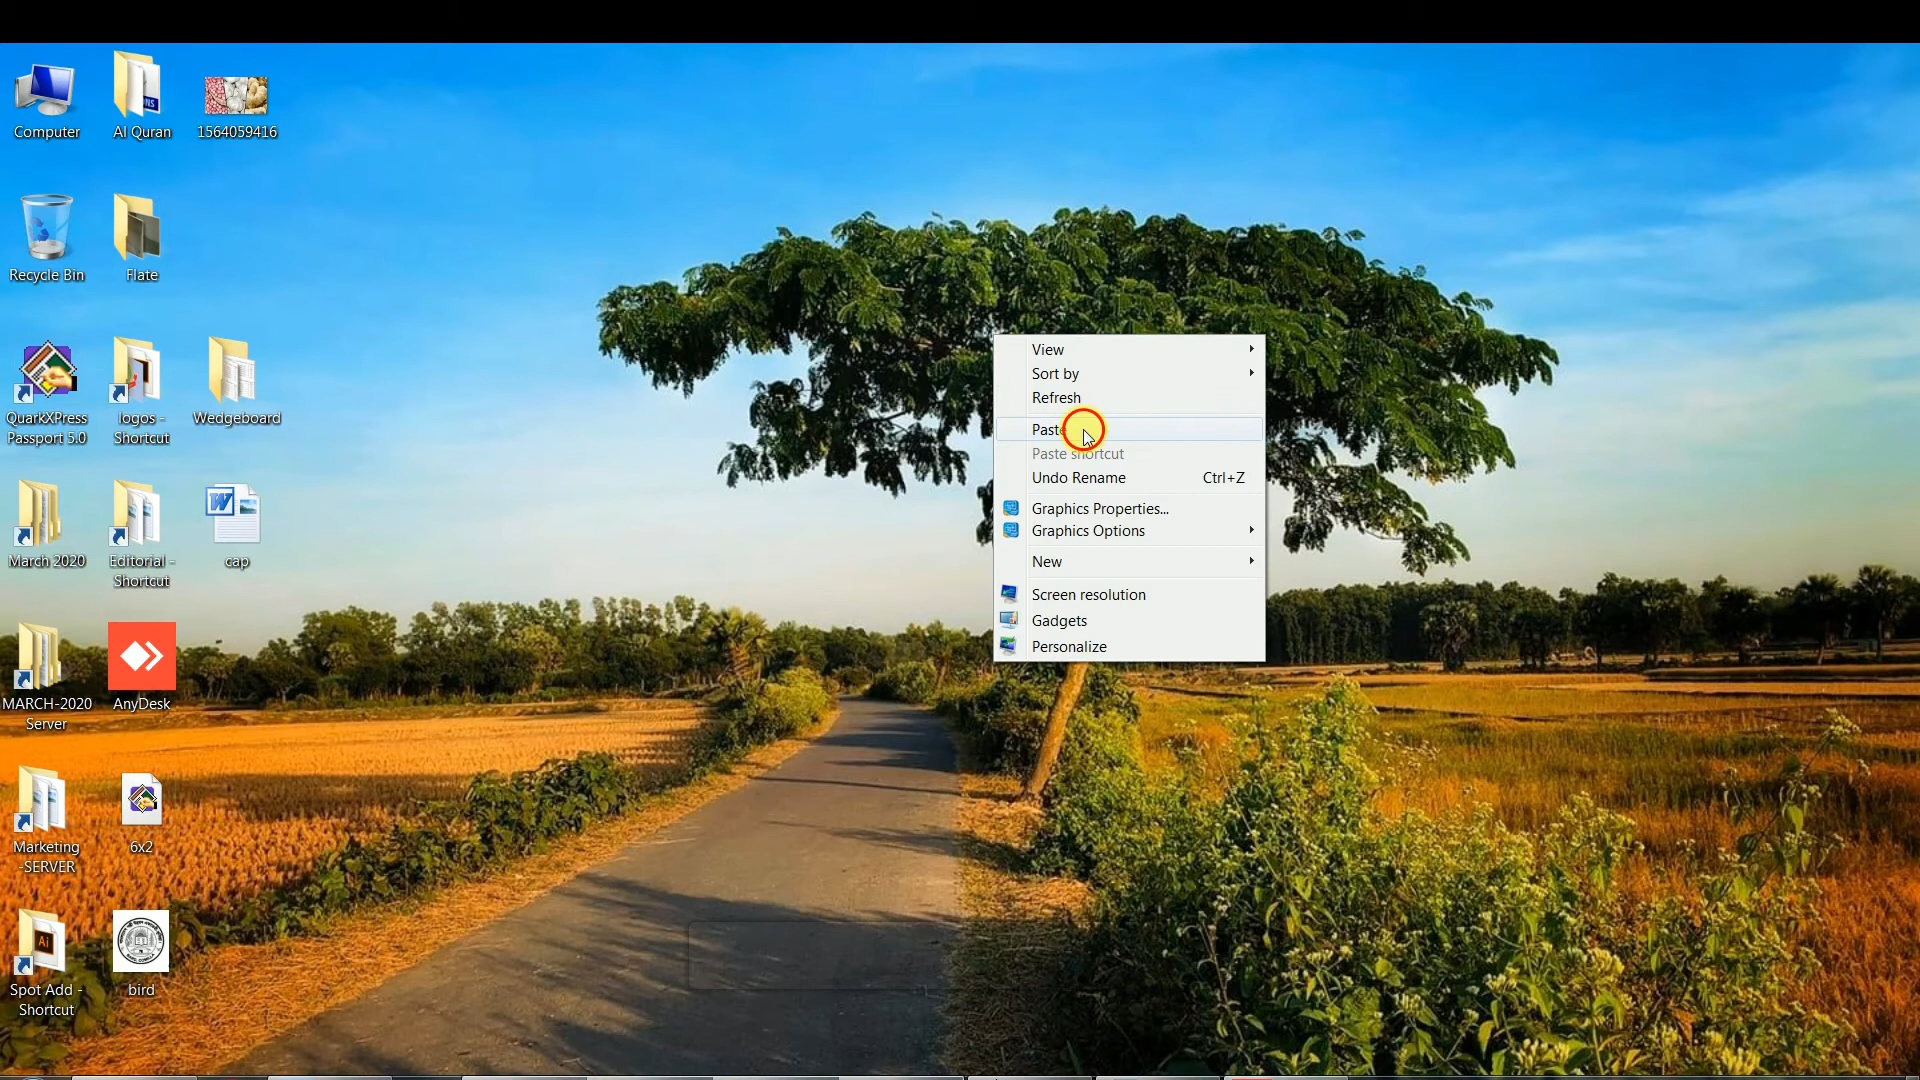 Computer
Al Quran
1564059416
Recycle Bin
Flate
QuarkXPress
Passport 5.0
logos -
Shortcut
Wedgeboard
March 2020
Editorial -
Shortcut
cap
MARCH-2020
Server
AnyDesk
Marketing
-SERVER
6x2
Ai
Spot Add -
Shortcut
bird
View
Sort by
Refresh
Paste
Paste shortcut
Undo Rename Ctrl+Z
Graphics Properties...
Graphics Options
New
Screen resolution
Gadgets
Personalize